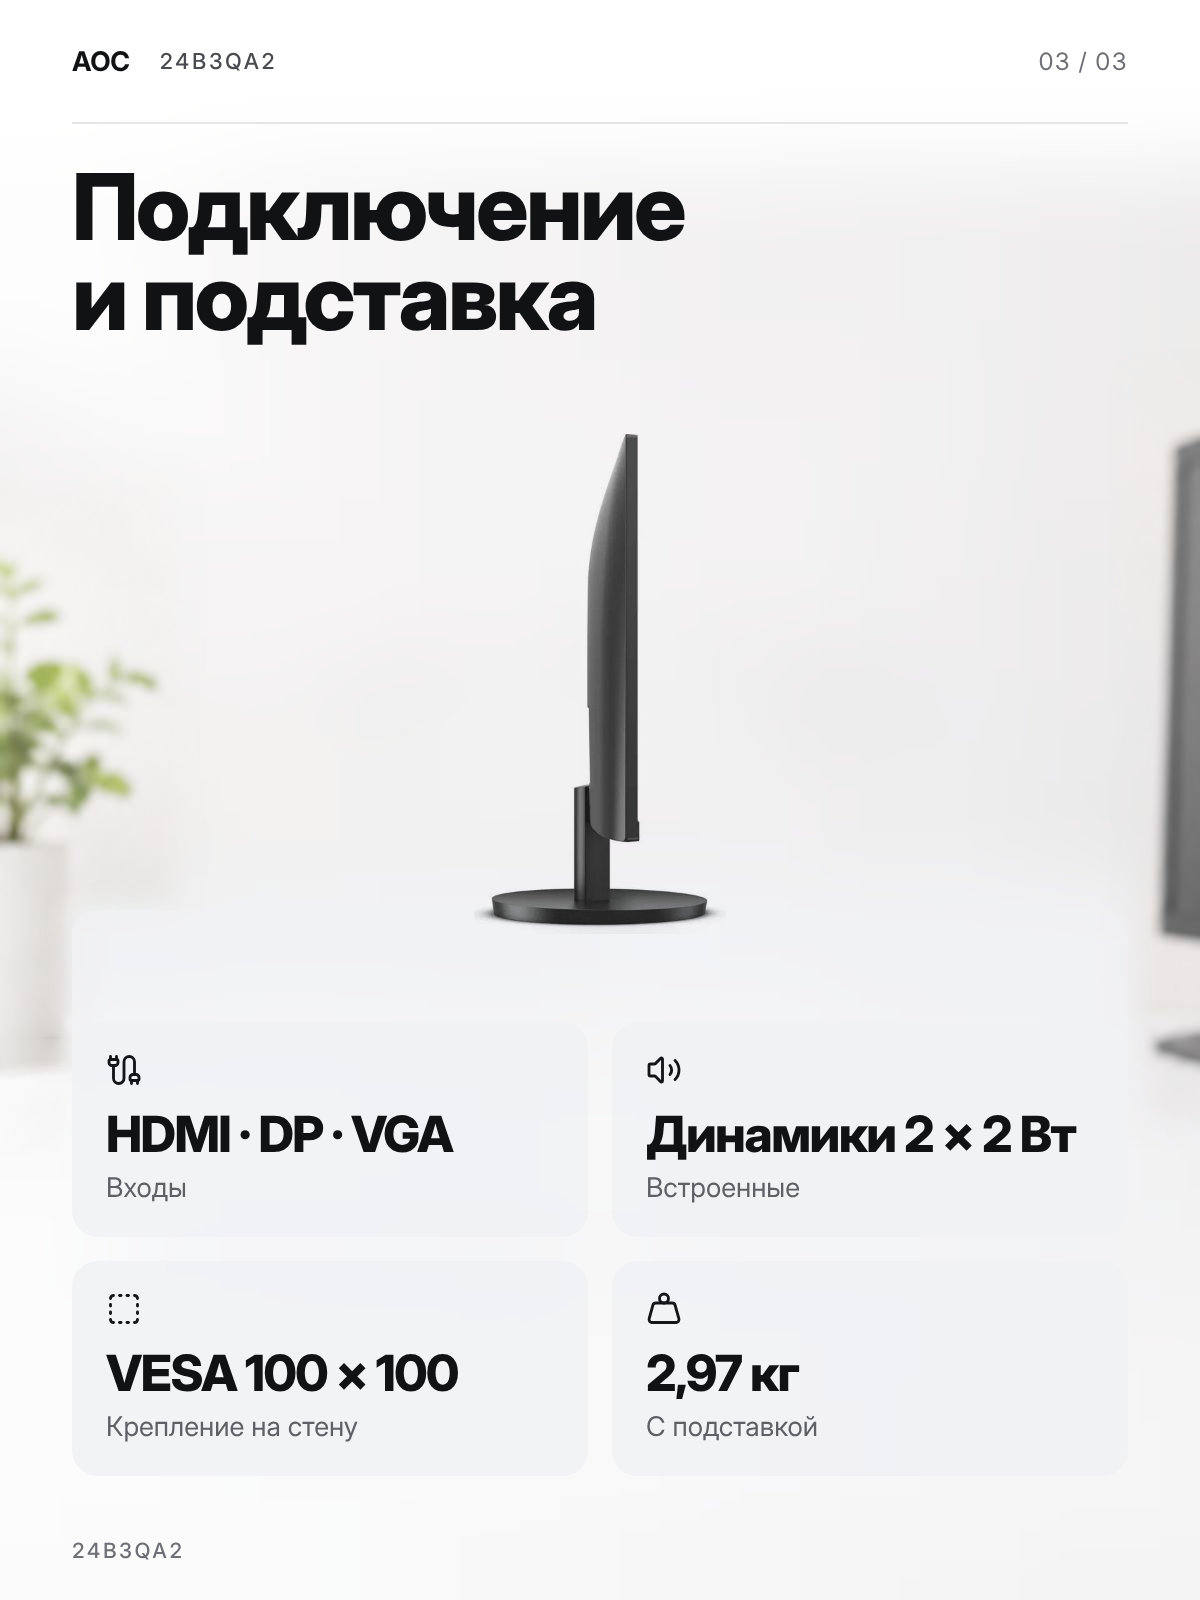 AOC 24B3QA2 03 / 03
Подключение
и подставка
HDMI · DP · VGA
Входы
Динамики 2 × 2 Вт
Встроенные
VESA 100 × 100
Крепление на стену
2,97 кг
С подставкой
24B3QA2